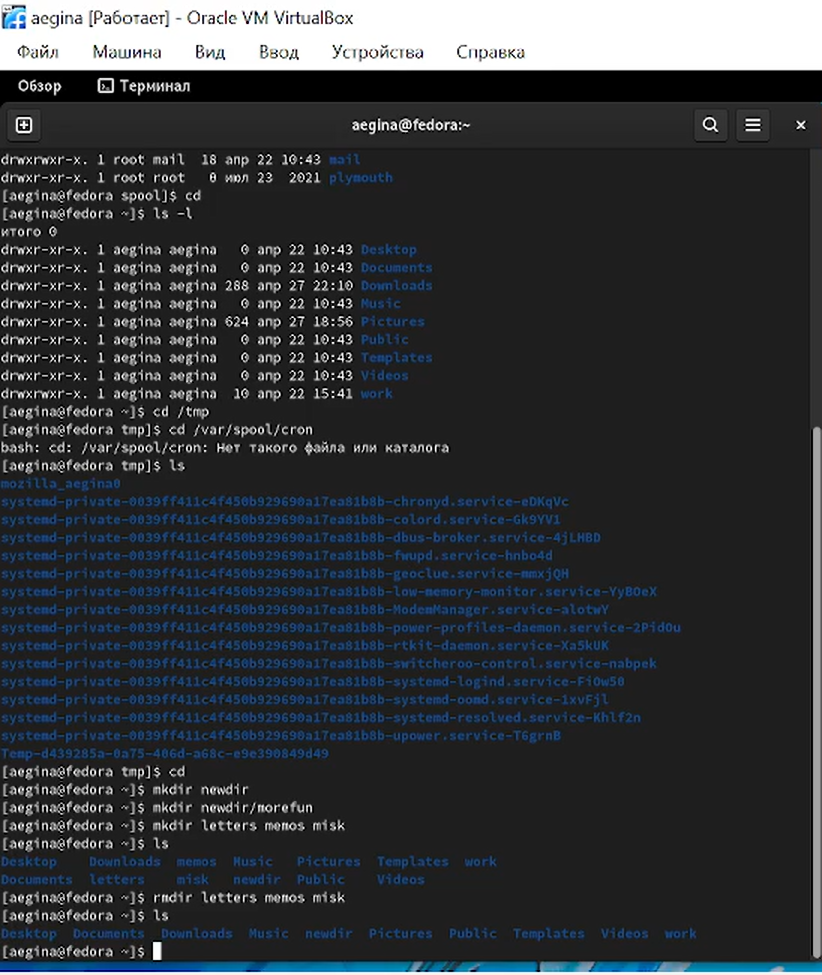 aegina [Работает] - Oracle VM VirtualBox
Файл Машина Вид Ввод Устройства Справка
Обзор Терминал
aegina@fedora:~
drwxrwxr-x. 1 root mail 18 апр 22 10:43 mail
drwxr-xr-x. 1 root root 0 июл 23 2021 plymouth
[aegina@fedora spool]$ cd
[aegina@fedora ~]$ ls -l
итого 0
drwxr-xr-x. 1 aegina aegina 0 апр 22 10:43 Desktop
drwxr-xr-x. 1 aegina aegina 0 апр 22 10:43 Documents
drwxr-xr-x. 1 aegina aegina 288 апр 27 22:10 Downloads
drwxr-xr-x. 1 aegina aegina 0 апр 22 10:43 Music
drwxr-xr-x. 1 aegina aegina 624 апр 27 18:56 Pictures
drwxr-xr-x. 1 aegina aegina 0 апр 22 10:43 Public
drwxr-xr-x. 1 aegina aegina 0 апр 22 10:43 Templates
drwxr-xr-x. 1 aegina aegina 0 апр 22 10:43 Videos
drwxrwxr-x. 1 aegina aegina 10 апр 22 15:41 work
[aegina@fedora ~]$ cd /tmp
[aegina@fedora tmp]$ cd /var/spool/cron
bash: cd: /var/spool/cron: Нет такого файла или каталога
[aegina@fedora tmp]$ ls
mozilla_aegina0
systemd-private-0039ff411c4f450b929690a17ea81b8b-chronyd.service-eDKqVc
systemd-private-0039ff411c4f450b929690a17ea81b8b-colord.service-Gk9YV1
systemd-private-0039ff411c4f450b929690a17ea81b8b-dbus-broker.service-4jLHBD
systemd-private-0039ff411c4f450b929690a17ea81b8b-fwupd.service-hnbo4d
systemd-private-0039ff411c4f450b929690a17ea81b8b-geoclue.service-mmxjQH
systemd-private-0039ff411c4f450b929690a17ea81b8b-low-memory-monitor.service-YyBOeX
systemd-private-0039ff411c4f450b929690a17ea81b8b-ModemManager.service-alotwY
systemd-private-0039ff411c4f450b929690a17ea81b8b-power-profiles-daemon.service-2PidOu
systemd-private-0039ff411c4f450b929690a17ea81b8b-rtkit-daemon.service-Xa5kUK
systemd-private-0039ff411c4f450b929690a17ea81b8b-switcheroo-control.service-nabpek
systemd-private-0039ff411c4f450b929690a17ea81b8b-systemd-logind.service-FiOw50
systemd-private-0039ff411c4f450b929690a17ea81b8b-systemd-oomd.service-1xvFjl
systemd-private-0039ff411c4f450b929690a17ea81b8b-systemd-resolved.service-Khlf2n
systemd-private-0039ff411c4f450b929690a17ea81b8b-upower.service-T6grnB
Temp-d439285a-0a75-406d-a68c-e9e390849d49
[aegina@fedora tmp]$ cd
[aegina@fedora ~]$ mkdir newdir
[aegina@fedora ~]$ mkdir newdir/morefun
[aegina@fedora ~]$ mkdir letters memos misk
[aegina@fedora ~]$ ls
Desktop Downloads memos Music Pictures Templates work
Documents letters misk newdir Public Videos
[aegina@fedora ~]$ rmdir letters memos misk
[aegina@fedora ~]$ ls
Desktop Documents Downloads Music newdir Pictures Public Templates Videos work
[aegina@fedora ~]$